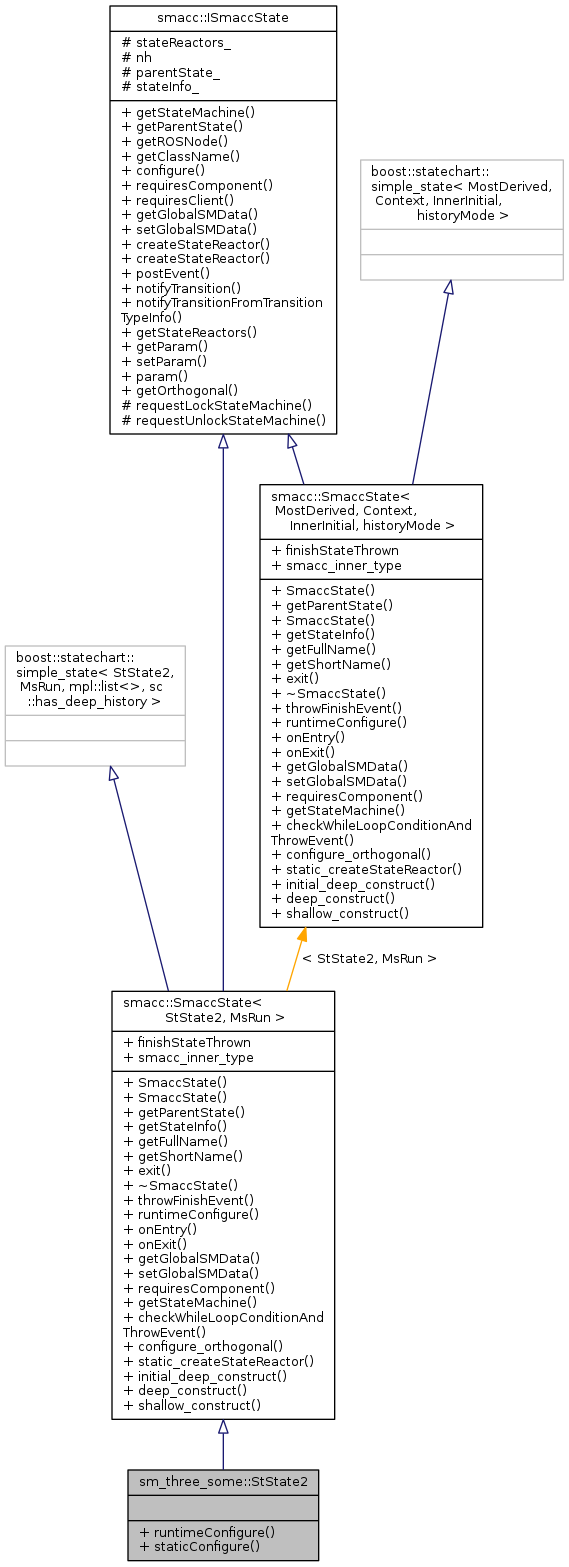 smacc::ISmaccState
# stateReactors_
# nh
# parentState_
# stateInfo_
+ getStateMachine()
+ getParentState()
+ getROSNode()
+ getClassName()
+ configure()
+ requiresComponent()
+ requiresClient()
+ getGlobalSMData()
+ setGlobalSMData()
+ createStateReactor()
+ createStateReactor()
+ postEvent()
+ notifyTransition()
+ notifyTransitionFromTransition
TypeInfo()
+ getStateReactors()
+ getParam()
+ setParam()
+ param()
+ getOrthogonal()
# requestLockStateMachine()
# requestUnlockStateMachine()
boost::statechart::
simple_state< MostDerived,
Context, InnerInitial,
historyMode >
smacc::SmaccState<
MostDerived, Context,
InnerInitial, historyMode >
+ finishStateThrown
+ smacc_inner_type
+ SmaccState()
+ getParentState()
+ SmaccState()
+ getStateInfo()
+ getFullName()
+ getShortName()
+ exit()
+ ~SmaccState()
+ throwFinishEvent()
+ runtimeConfigure()
+ onEntry()
+ onExit()
+ getGlobalSMData()
+ setGlobalSMData()
+ requiresComponent()
+ getStateMachine()
+ checkWhileLoopConditionAnd
ThrowEvent()
+ configure_orthogonal()
+ static_createStateReactor()
+ initial_deep_construct()
+ deep_construct()
+ shallow_construct()
boost::statechart::
simple_state< StState2,
MsRun, mpl::list<>, sc
::has_deep_history >
< StState2, MsRun >
smacc::SmaccState<
StState2, MsRun >
+ finishStateThrown
+ smacc_inner_type
+ SmaccState()
+ SmaccState()
+ getParentState()
+ getStateInfo()
+ getFullName()
+ getShortName()
+ exit()
+ ~SmaccState()
+ throwFinishEvent()
+ runtimeConfigure()
+ onEntry()
+ onExit()
+ getGlobalSMData()
+ setGlobalSMData()
+ requiresComponent()
+ getStateMachine()
+ checkWhileLoopConditionAnd
ThrowEvent()
+ configure_orthogonal()
+ static_createStateReactor()
+ initial_deep_construct()
+ deep_construct()
+ shallow_construct()
sm_three_some::StState2
+ runtimeConfigure()
+ staticConfigure()